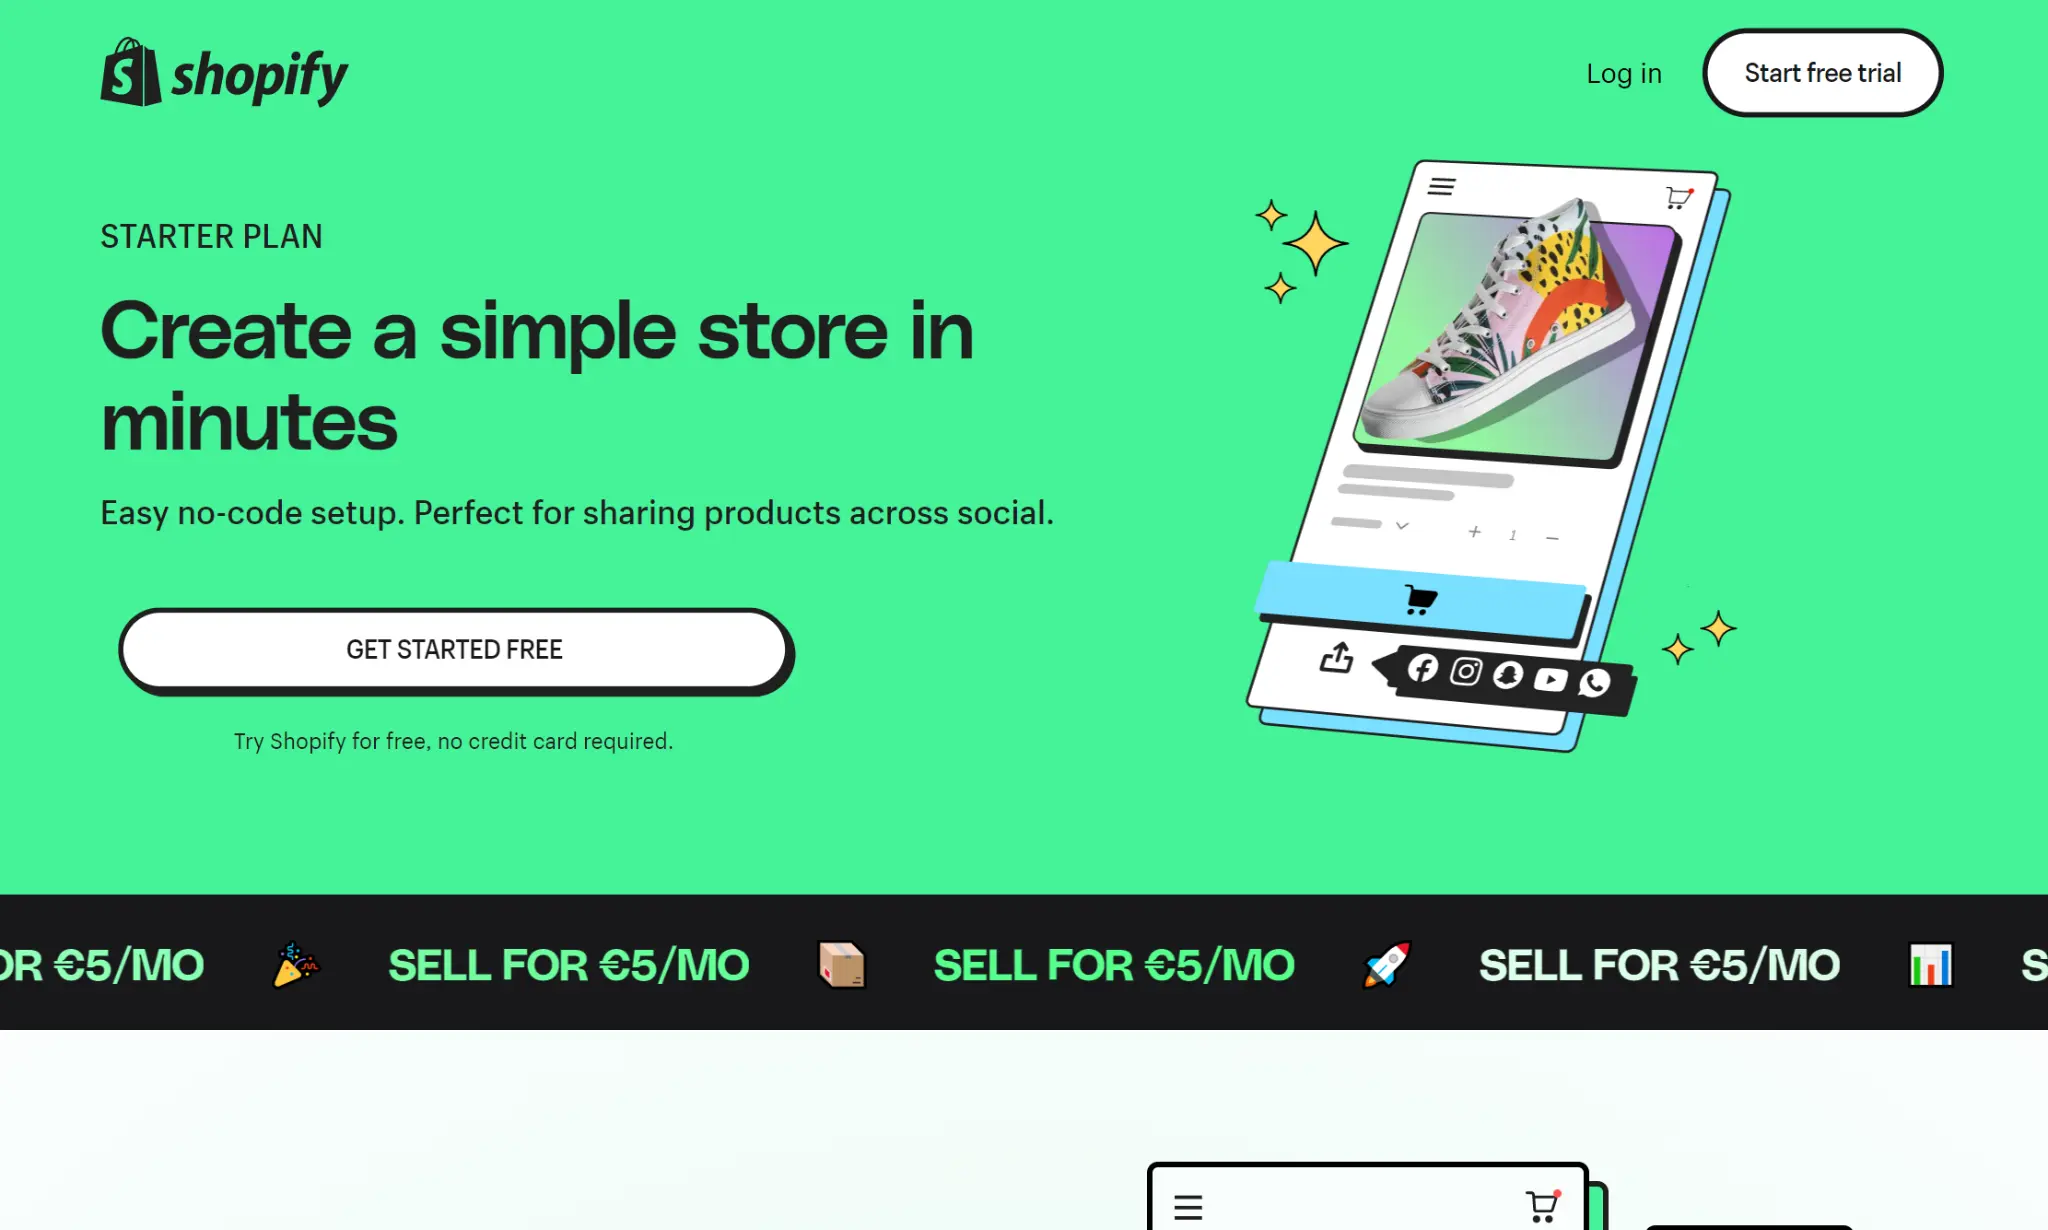 shopify
Log in
Start free trial
STARTER PLAN
Create a simple store in
minutes
Easy no-code setup. Perfect for sharing products across social.
1
GET STARTED FREE
Try Shopify for free, no credit card required.
OR €5/MO SELL FOR €5/MO SELL FOR €5/MO SELL FOR €5/MO S